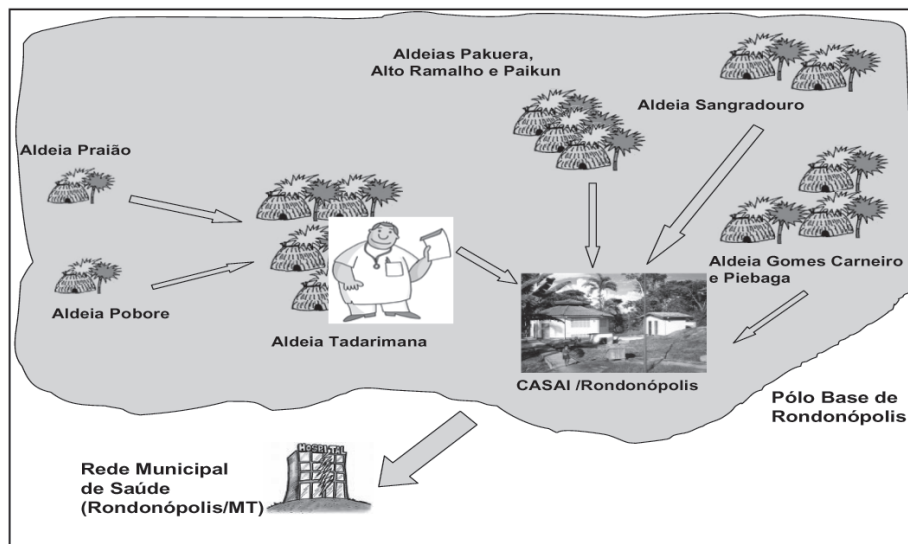 Aldeias Pakuera,
Alto Ramalho e Paikun
Aldeia Sangradouro
Aldeia Praião
Aldeia Gomes Carneiro
e Piebaga
Aldeia Pobore
Aldeia Tadarimana
CASAI /Rondonópolis
Pólo Base de
Rondonópolis
HOSPITAL
Rede Municipal
de Saúde
(Rondonópolis/MT)